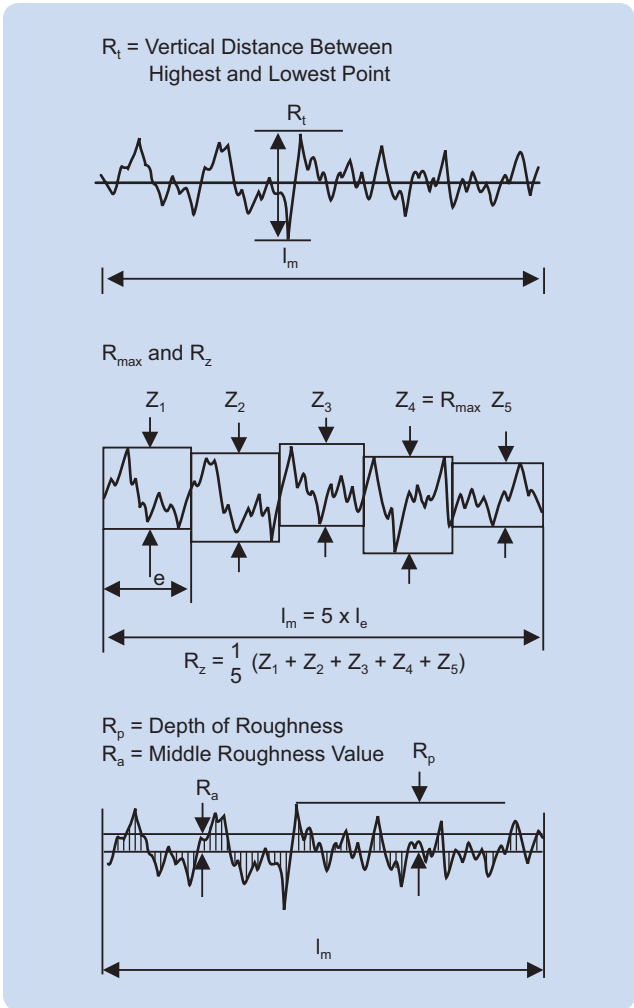 Rt = Vertical Distance Between
Highest and Lowest Point
Rt
lm
Rmax and Rz
Z1 Z2 Z3 Z4 = Rmax Z5
e
lm = 5 x le
Rz = 1/5 (Z1 + Z2 + Z3 + Z4 + Z5)
Rp = Depth of Roughness
Ra = Middle Roughness Value
Rp
Ra
lm